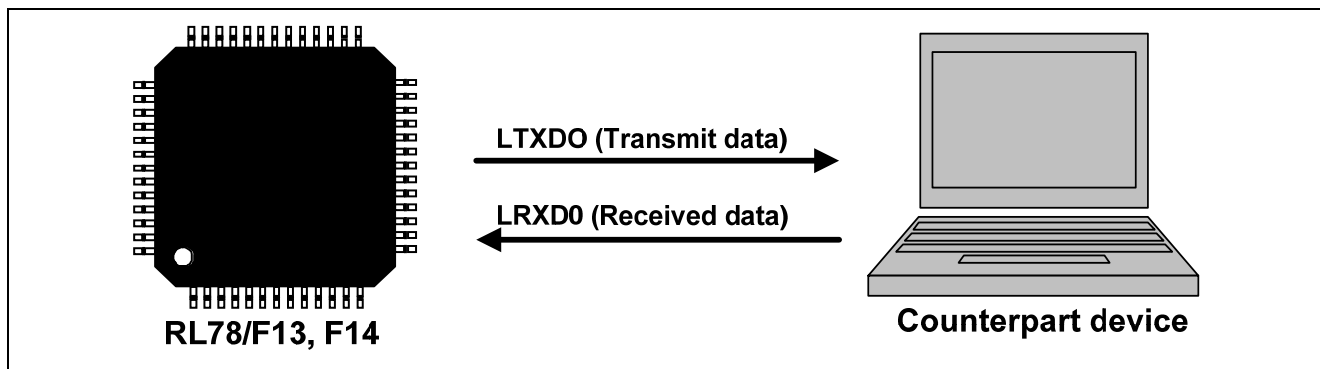 LTXDO (Transmit data)
LRXD0 (Received data)
RL78/F13, F14
Counterpart device